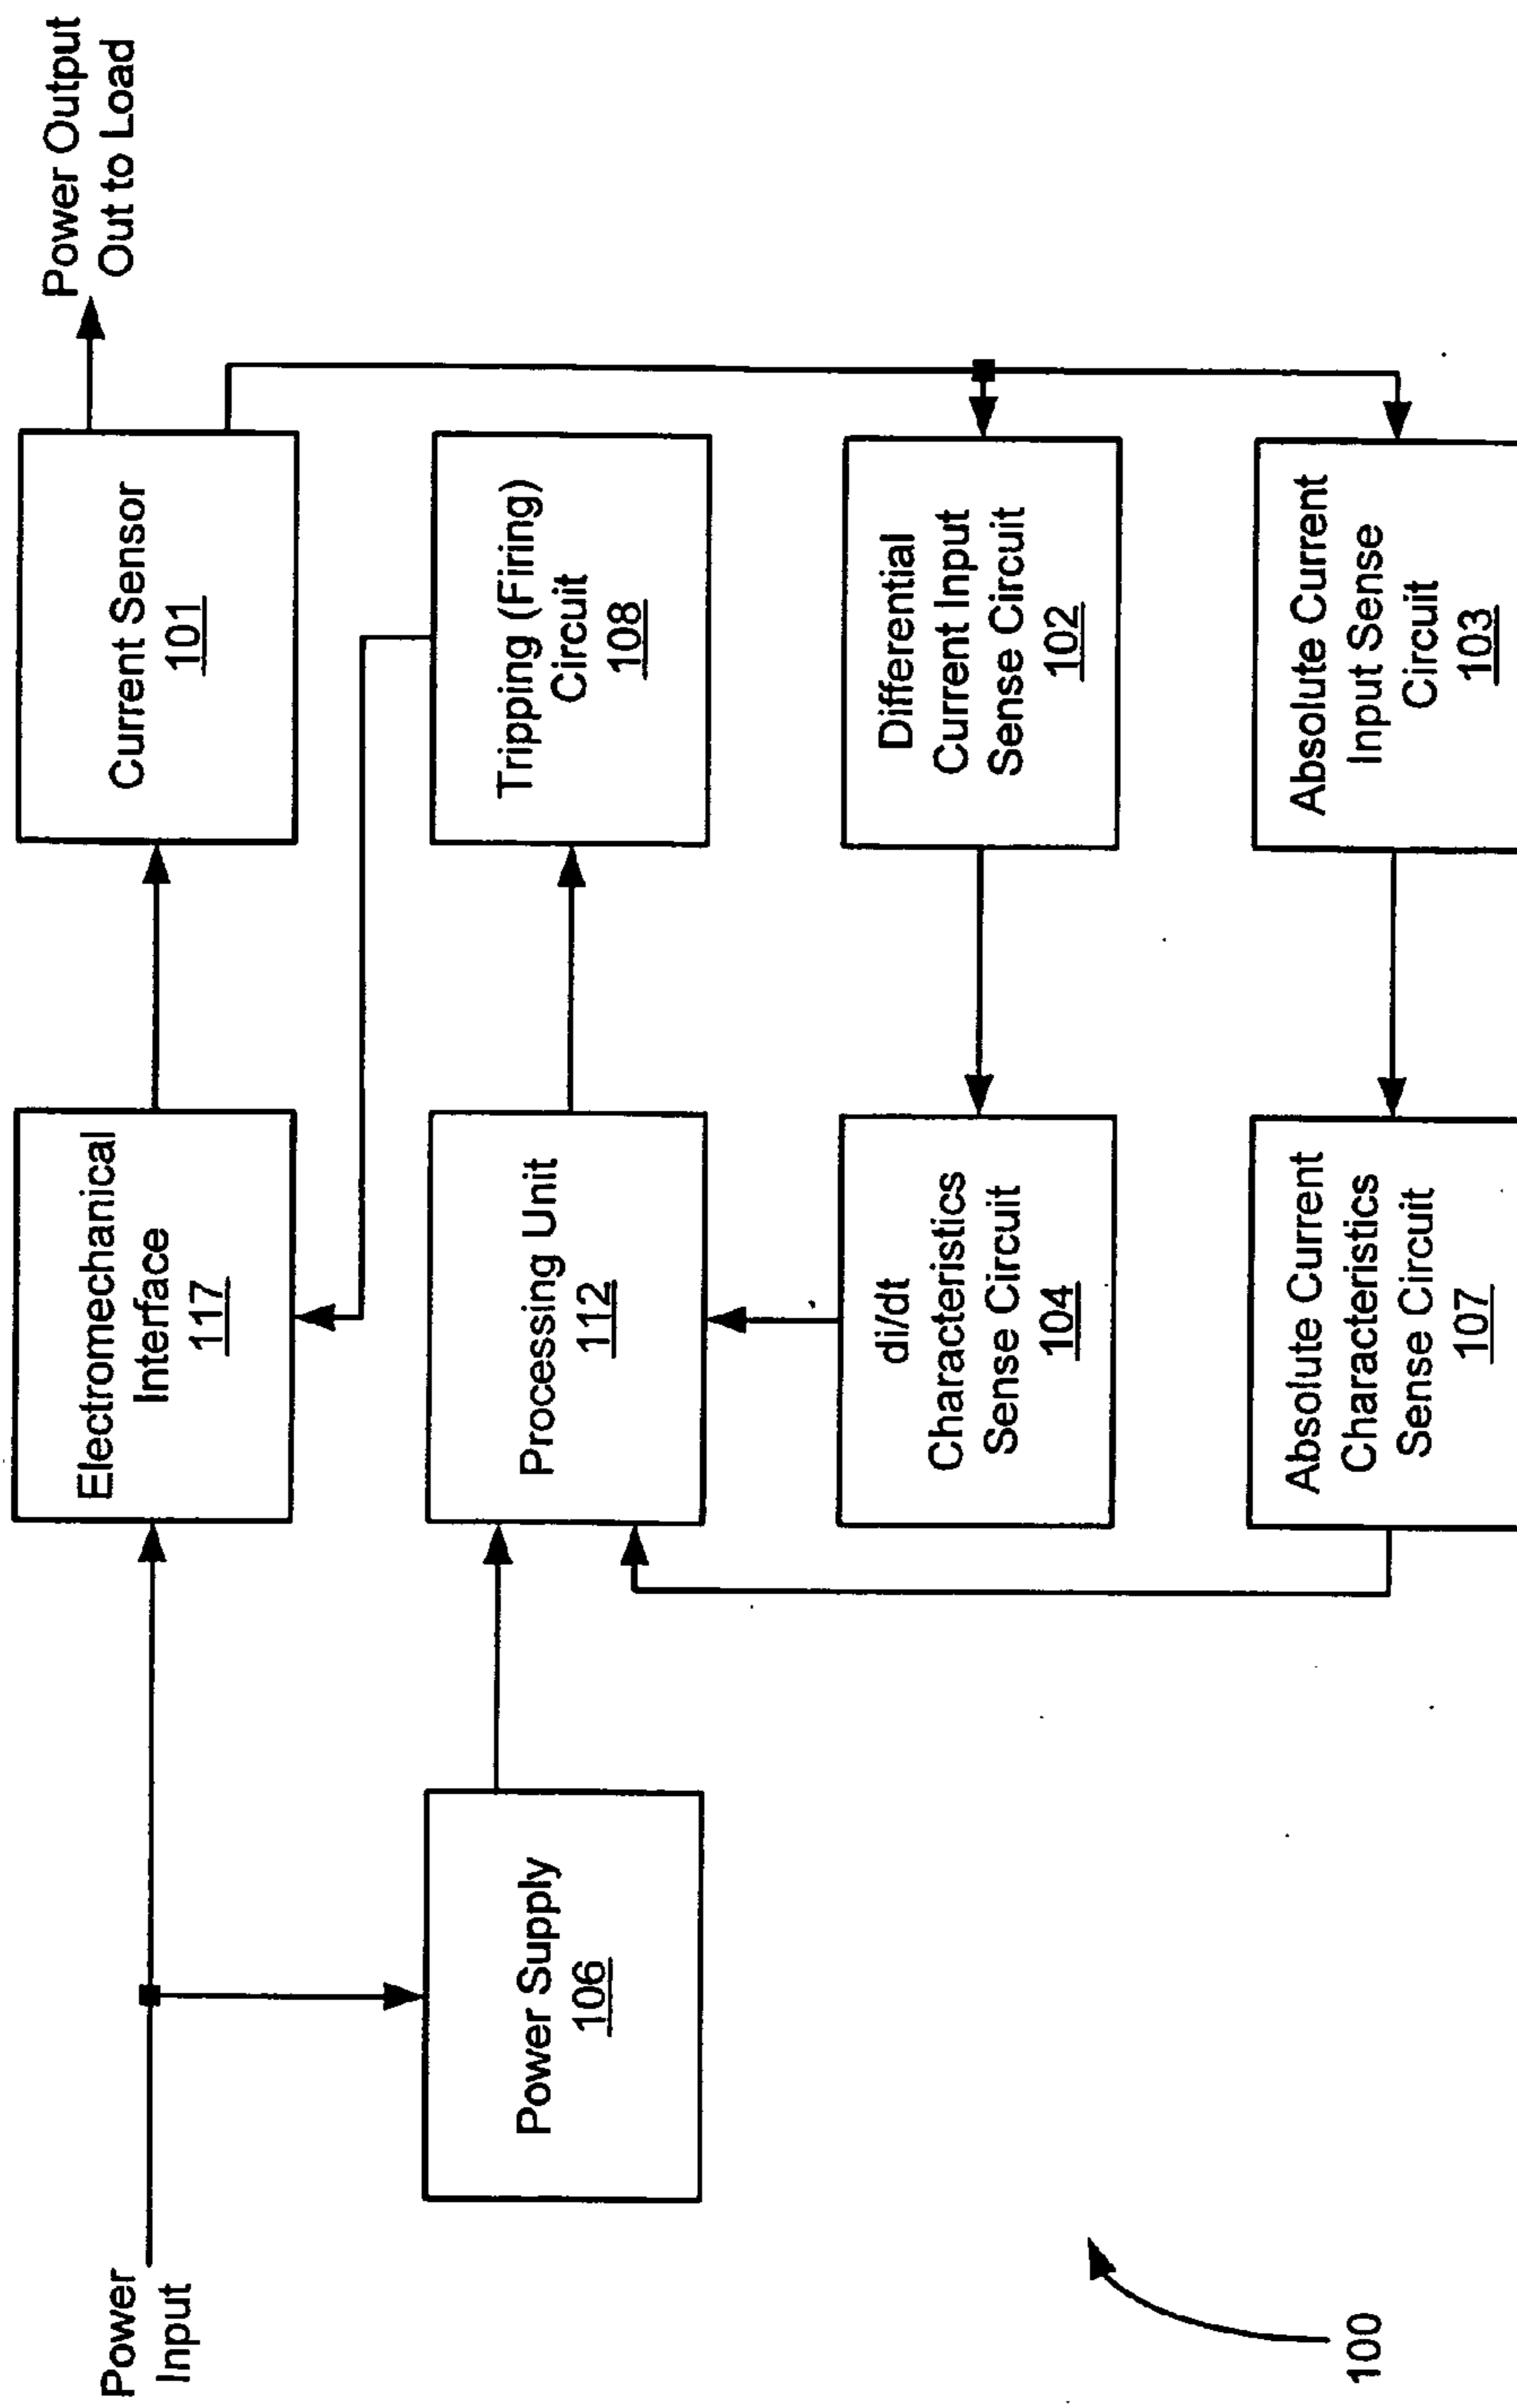 Power
Input
Electromechanical
Interface
117
Current Sensor
101
Power Output
Out to Load
Power Supply
106
Processing Unit
112
Tripping (Firing)
Circuit
108
di/dt
Characteristics
Sense Circuit
104
Differential
Current Input
Sense Circuit
102
Absolute Current
Characteristics
Sense Circuit
107
Absolute Current
Input Sense
Circuit
103
100